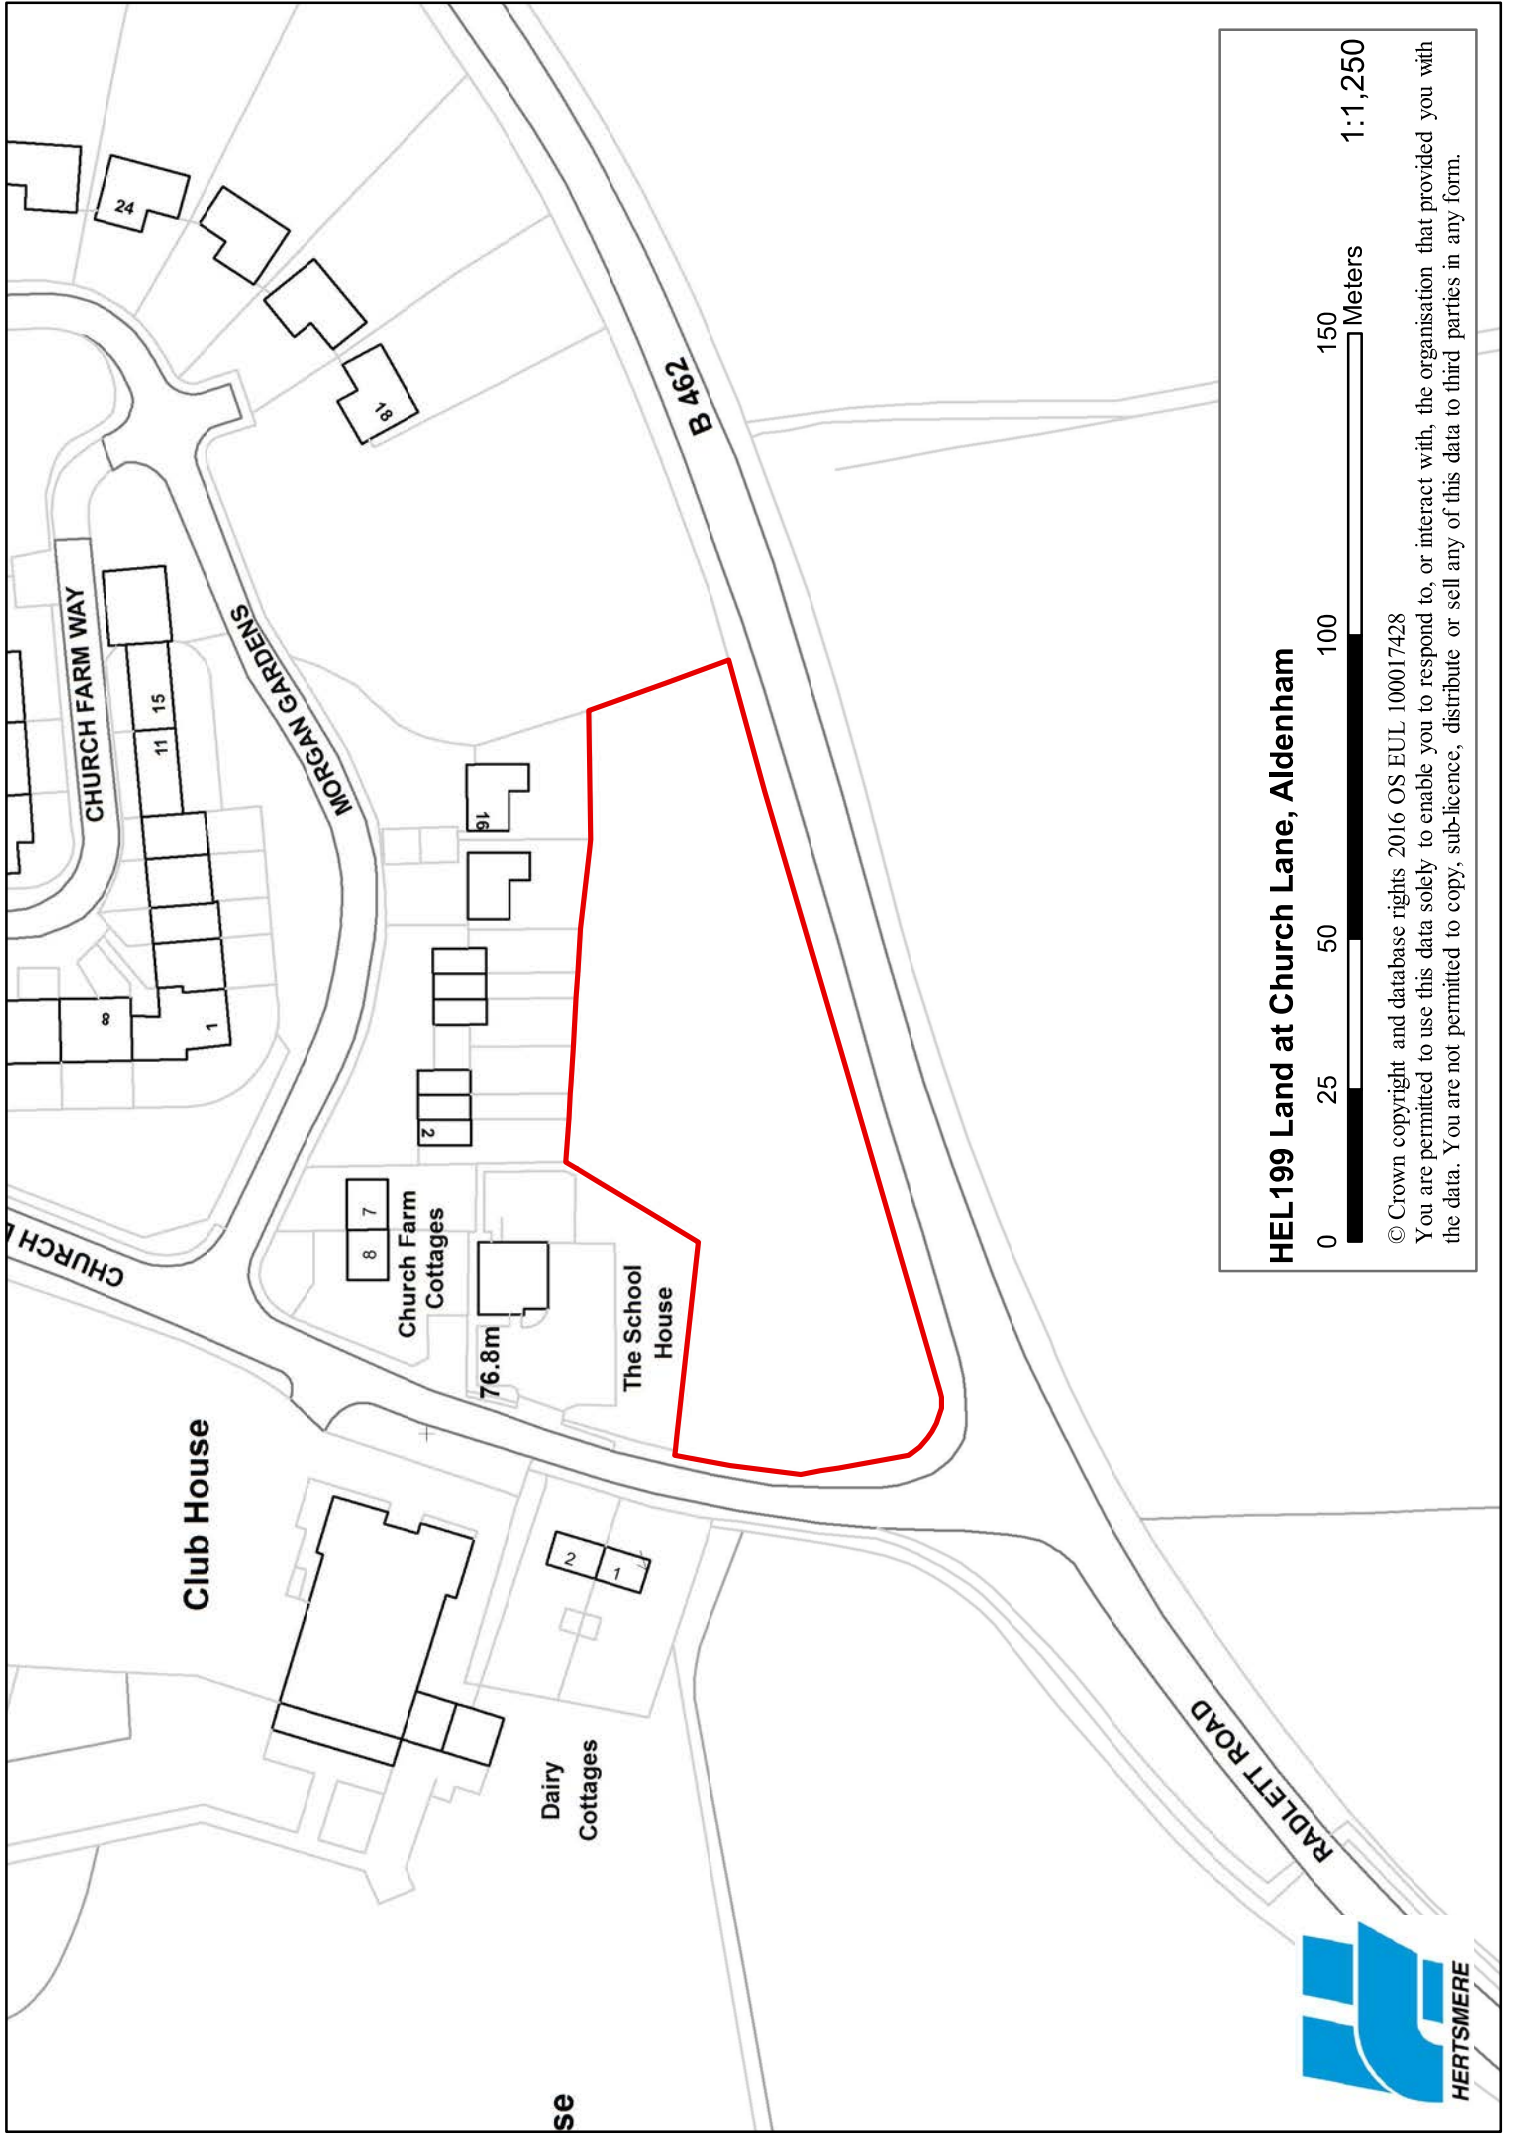 Club House
Dairy
Cottages
2
1
CHURCH
76.8m
The School
House
Church Farm
Cottages
8
7
2
16
18
24
8
1
11
15
CHURCH FARM WAY
MORGAN GARDENS
B 462
RADLETT ROAD
se
HERTSMERE
HEL199 Land at Church Lane, Aldenham
0 25 50 100 150
Meters
1:1,250
© Crown copyright and database rights 2016 OS EUL 100017428
You are permitted to use this data solely to enable you to respond to, or interact with, the organisation that provided you with
the data. You are not permitted to copy, sub-licence, distribute or sell any of this data to third parties in any form.